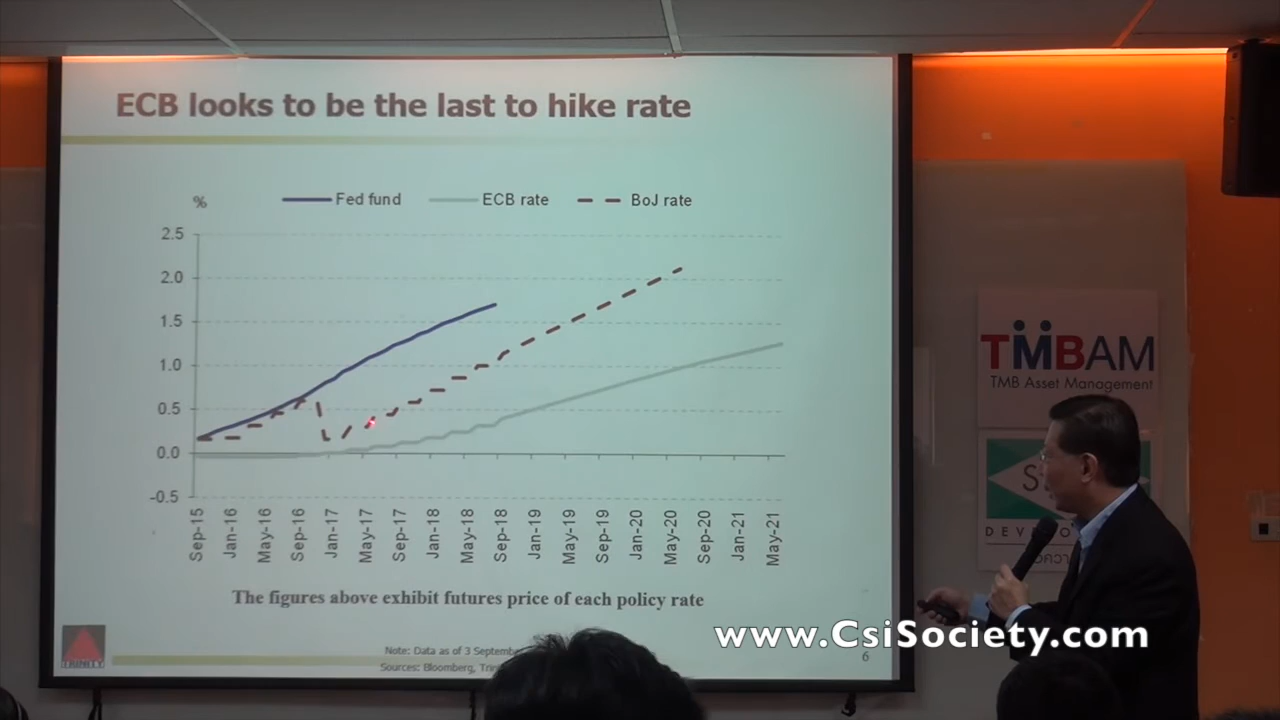 ECB looks to be the last to hike rate
%
Fed fund
ECB rate
BoJ rate
2.5
2.0
1.5
1.0
0.5
0.0
-0.5
Sep-15
Jan-16
May-16
Sep-16
Jan-17
May-17
Sep-17
Jan-18
May-18
Sep-18
Jan-19
May-19
Sep-19
Jan-20
May-20
Sep-20
Jan-21
May-21
The figures above exhibit futures price of each policy rate
Note: Data as of 3
Sources: Bloomberg,
6
TRINITY
TMBAM
TMB Asset Management
www.CsiSociety.com